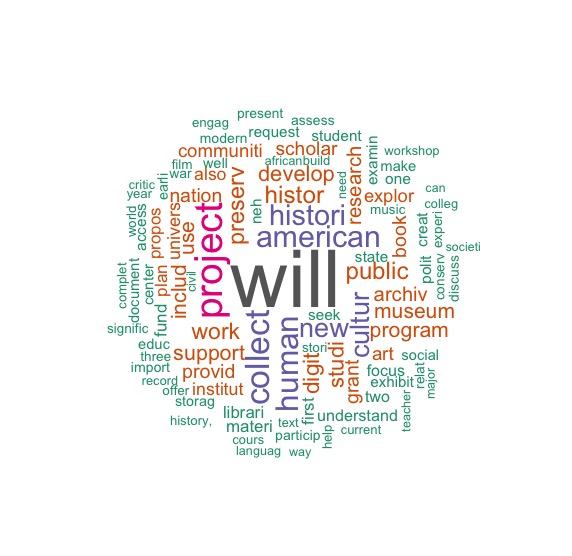 present
engag
assess
modern
request
student
communiti
scholar
workshop
film
well
africanbuild
examin
make
war
also
develop
need
research
one
critic
earli
year
nation
preserv
histor
explor
can
neh
music
colleg
world
access
propos
univers
use
project
histori
book
creat
experi
american
societi
state
polit
conserv
discuss
complet
document
center
plan
includ
civil
will
public
archiv
signific
fund
work
collect
human
seek
new
cultur
museum
program
educ
three
support
stori
digit
studi
art
social
import
provid
grant
focus
relat
major
record
offer
institut
exhibit
storag
two
librari
first
understand
teacher
history,
materi
text
particip
help
current
cours
languag
way